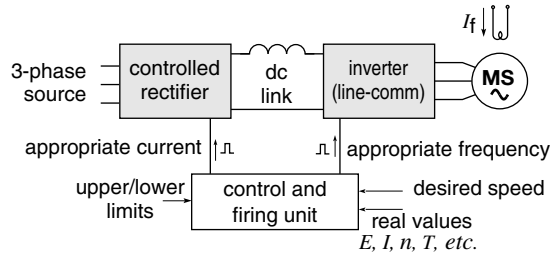 I_f
3-phase
source
controlled
rectifier
dc
link
inverter
(line-comm)
MS
appropriate current
appropriate frequency
upper/lower
limits
control and
firing unit
desired speed
real values
E, I, n, T, etc.